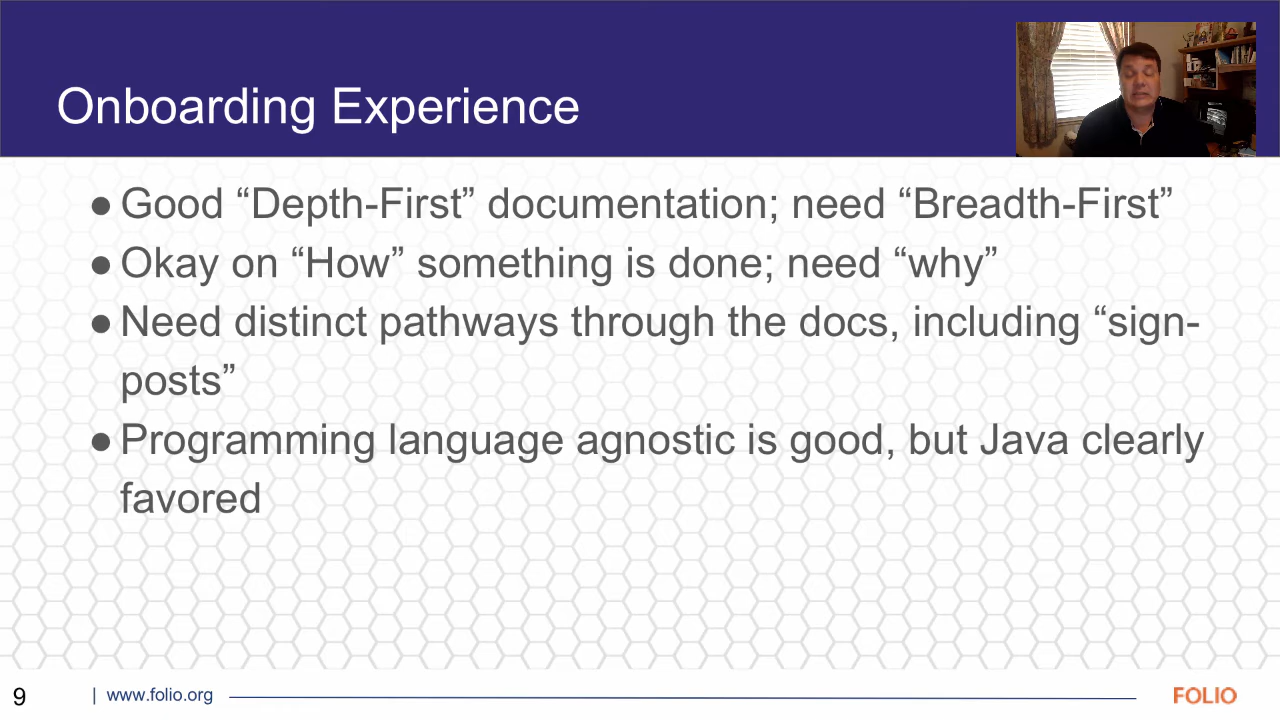 Onboarding Experience
● Good “Depth-First” documentation; need “Breadth-First”
● Okay on “How” something is done; need “why”
● Need distinct pathways through the docs, including “sign-
posts”
● Programming language agnostic is good, but Java clearly
favored
9 | www.folio.org FOLIO